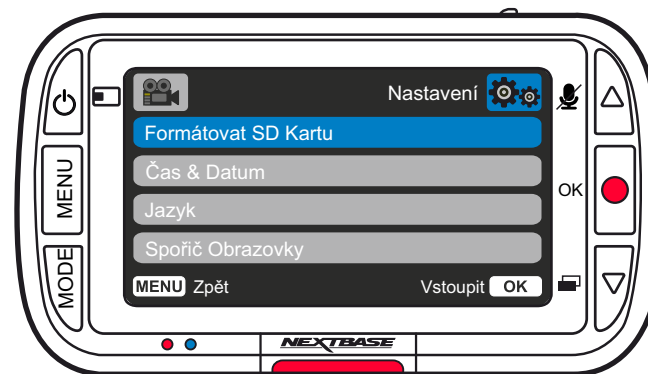 Nastavení
Formátovat SD Kartu
Čas & Datum
Jazyk
Spořič Obrazovky
MENU Zpět
Vstoupit OK
MENU
MODE
OK
NEXTBASE